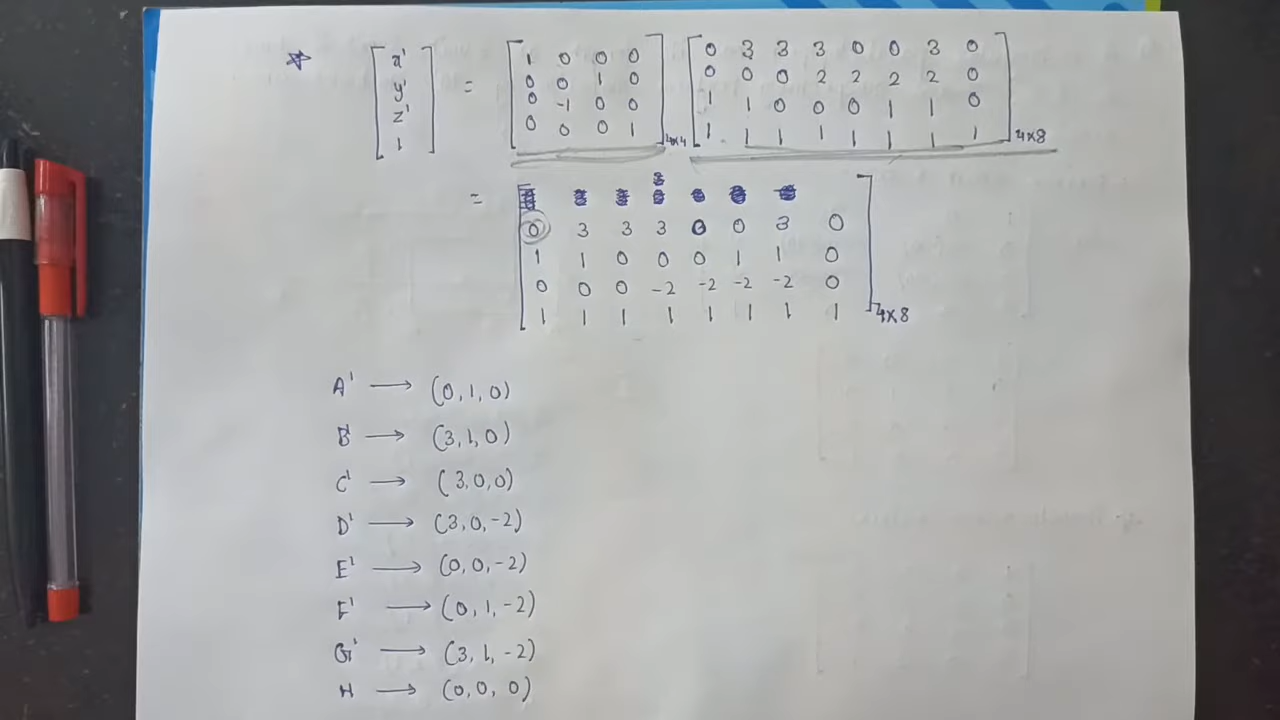 [x' y' z' 1] = [1 0 0 0 0 3 3 3 0 0 3 0
0 0 1 0 0 0 0 2 2 2 2 0
0 -1 0 0 1 1 0 0 0 1 1 0
0 0 0 1]4x4 1 1 1 1 1 1 1 1]4x8
=
0 3 3 3 0 0 3 0
1 1 0 0 0 1 1 0
0 0 0 -2 -2 -2 -2 0
1 1 1 1 1 1 1 1]4x8
A' → (0, 1, 0)
B' → (3, 1, 0)
C' → (3, 0, 0)
D' → (3, 0, -2)
E' → (0, 0, -2)
F' → (0, 1, -2)
G' → (3, 1, -2)
H → (0, 0, 0)